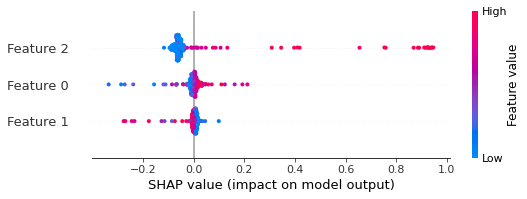 High
Feature 2
Feature 0
Feature 1
Feature value
Low
−0.2 0.0 0.2 0.4 0.6 0.8 1.0
SHAP value (impact on model output)